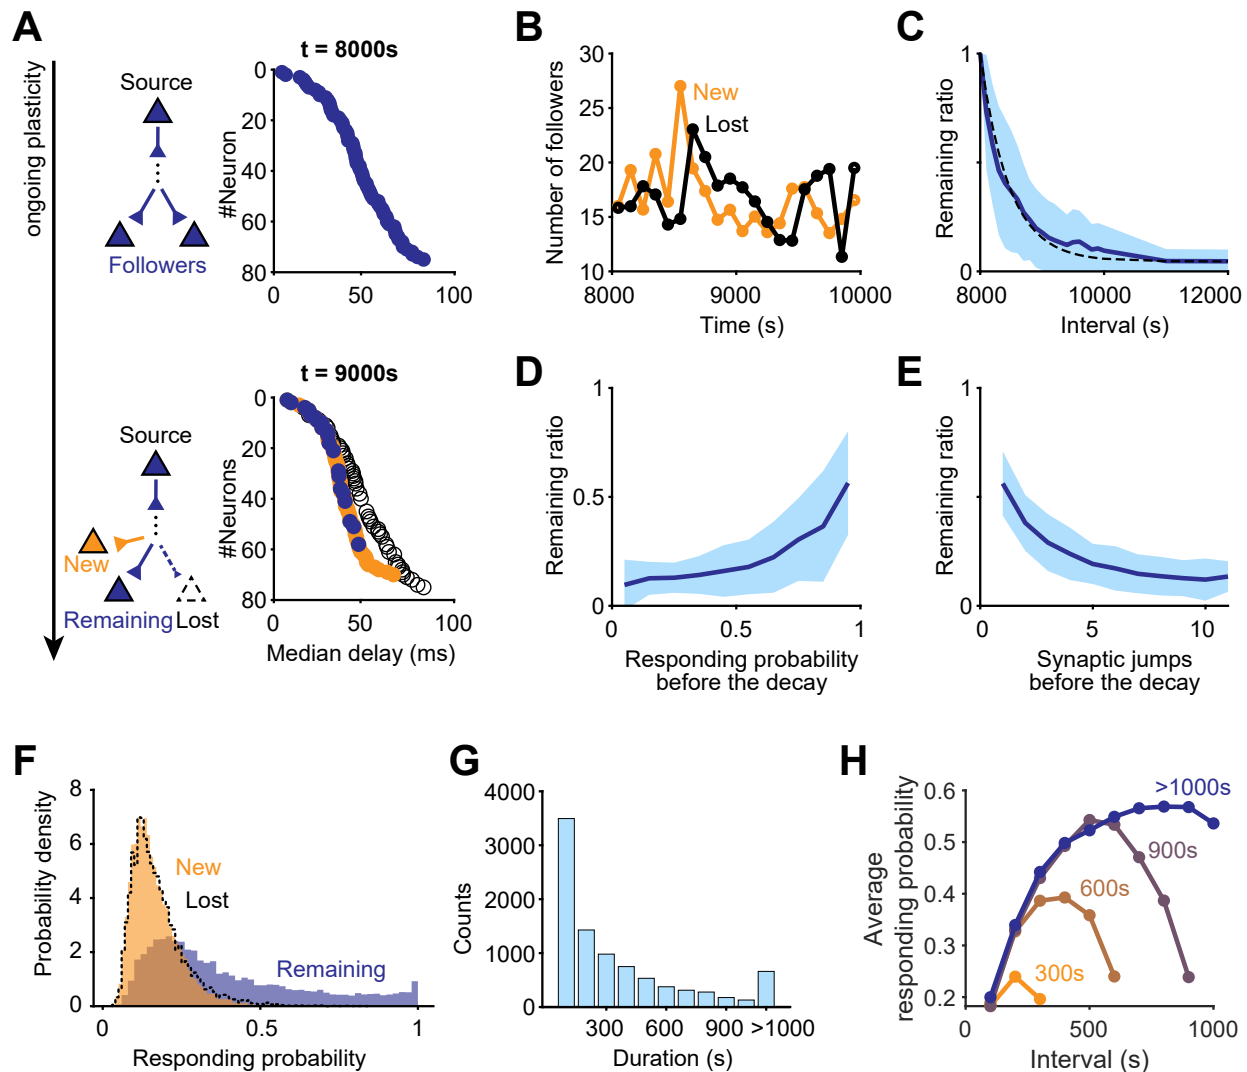 A
ongoing plasticity
Source
Followers
t = 8000s
#Neuron
0
20
40
60
80
0
50
100
Source
New
Remaining
Lost
t = 9000s
#Neurons
0
20
40
60
80
0
50
100
Median delay (ms)
B
Number of followers
30
25
20
15
10
New
Lost
8000
9000
10000
Time (s)
C
Remaining ratio
1
0
8000
10000
12000
Interval (s)
D
Remaining ratio
1
0.5
0
0
0.5
1
Responding probability
before the decay
E
Remaining ratio
1
0
0
5
10
Synaptic jumps
before the decay
F
Probability density
8
6
4
2
0
New
Lost
Remaining
0
0.5
1
Responding probability
G
Counts
4000
3000
2000
1000
0
300
600
900
>1000
Duration (s)
H
Average
responding probability
0.6
0.5
0.4
0.3
0.2
>1000s
900s
600s
300s
0
500
1000
Interval (s)